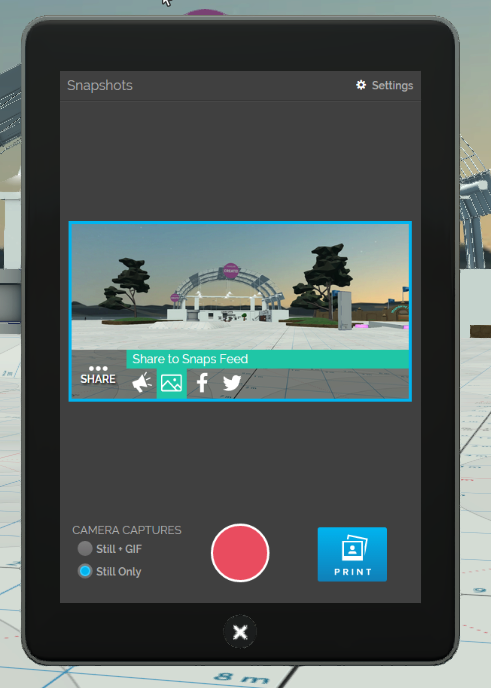 Snapshots
Settings
Share to Snaps Feed
SHARE
CAMERA CAPTURES
Still + GIF
Still Only
PRINT
8 m